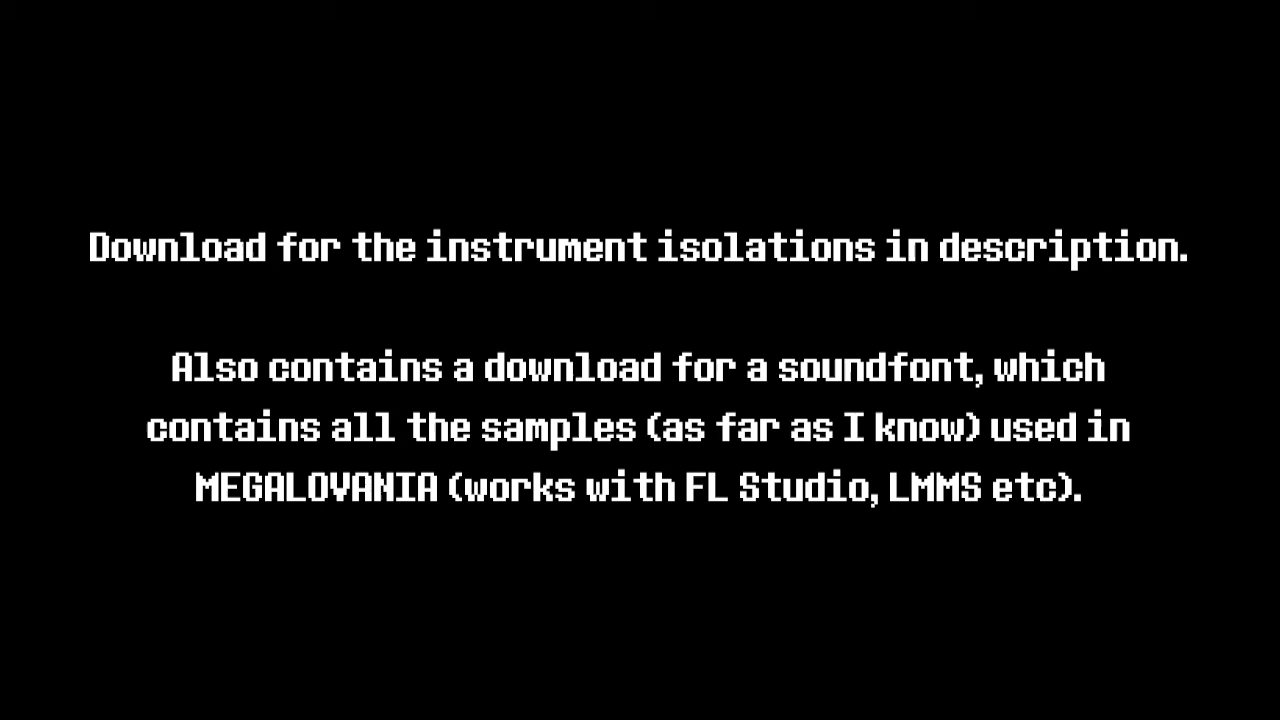 Download for the instrument isolations in description.
Also contains a download for a soundfont, which
contains all the samples (as far as I know) used in
MEGALOVANIA (works with FL Studio, LMMS etc).